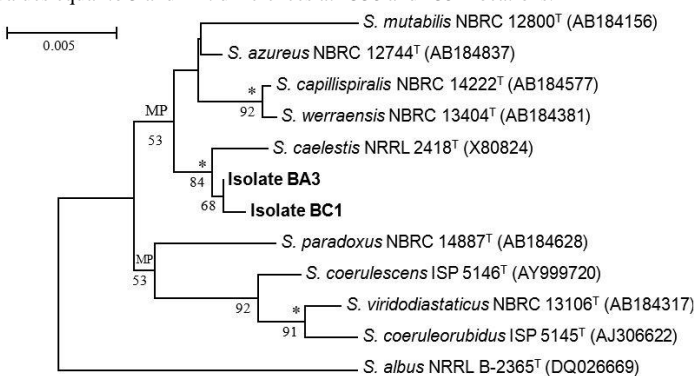 S. mutabilis NBRC 12800ᵀ (AB184156)
0.005
S. azureus NBRC 12744ᵀ (AB184837)
* S. capillispiralis NBRC 14222ᵀ (AB184577)
92 S. werraensis NBRC 13404ᵀ (AB184381)
MP
53
S. caelestis NRRL 2418ᵀ (X80824)
*
84 Isolate BA3
68 Isolate BC1
S. paradoxus NBRC 14887ᵀ (AB184628)
MP
53
S. coerulescens ISP 5146ᵀ (AY999720)
92
* S. viridodiastaticus NBRC 13106ᵀ (AB184317)
91 S. coeruleorubidus ISP 5145ᵀ (AJ306622)
S. albus NRRL B-2365ᵀ (DQ026669)